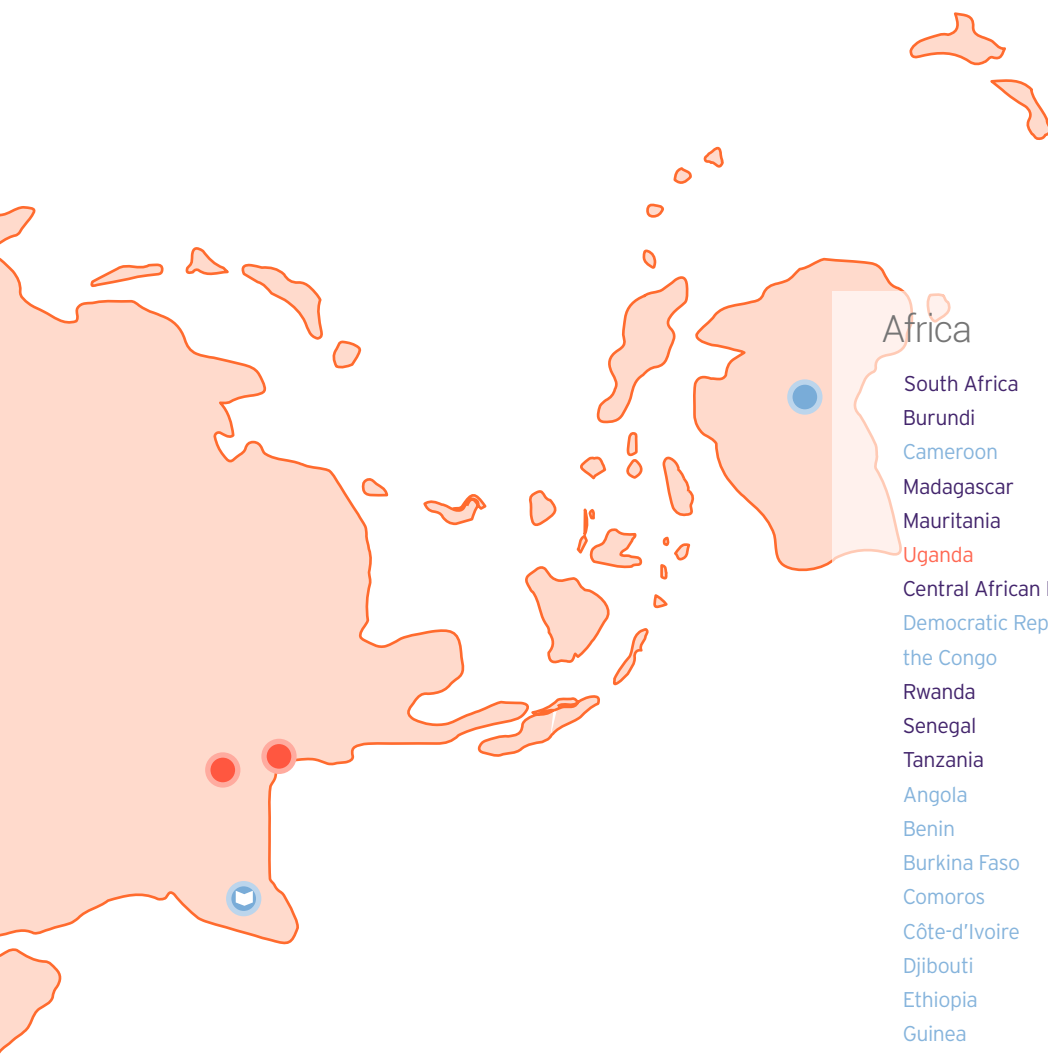 Africa
South Africa
Burundi
Cameroon
Madagascar
Mauritania
Uganda
Central African
Democratic Rep
the Congo
Rwanda
Senegal
Tanzania
Angola
Benin
Burkina Faso
Comoros
Côte-d'Ivoire
Djibouti
Ethiopia
Guinea